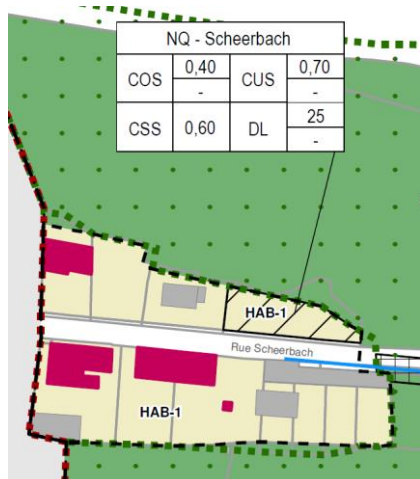 NQ - Scheerbach
COS 0,40 CUS 0,70
- -
CSS 0,60 DL 25
-
HAB-1
Rue Scheerbach
HAB-1